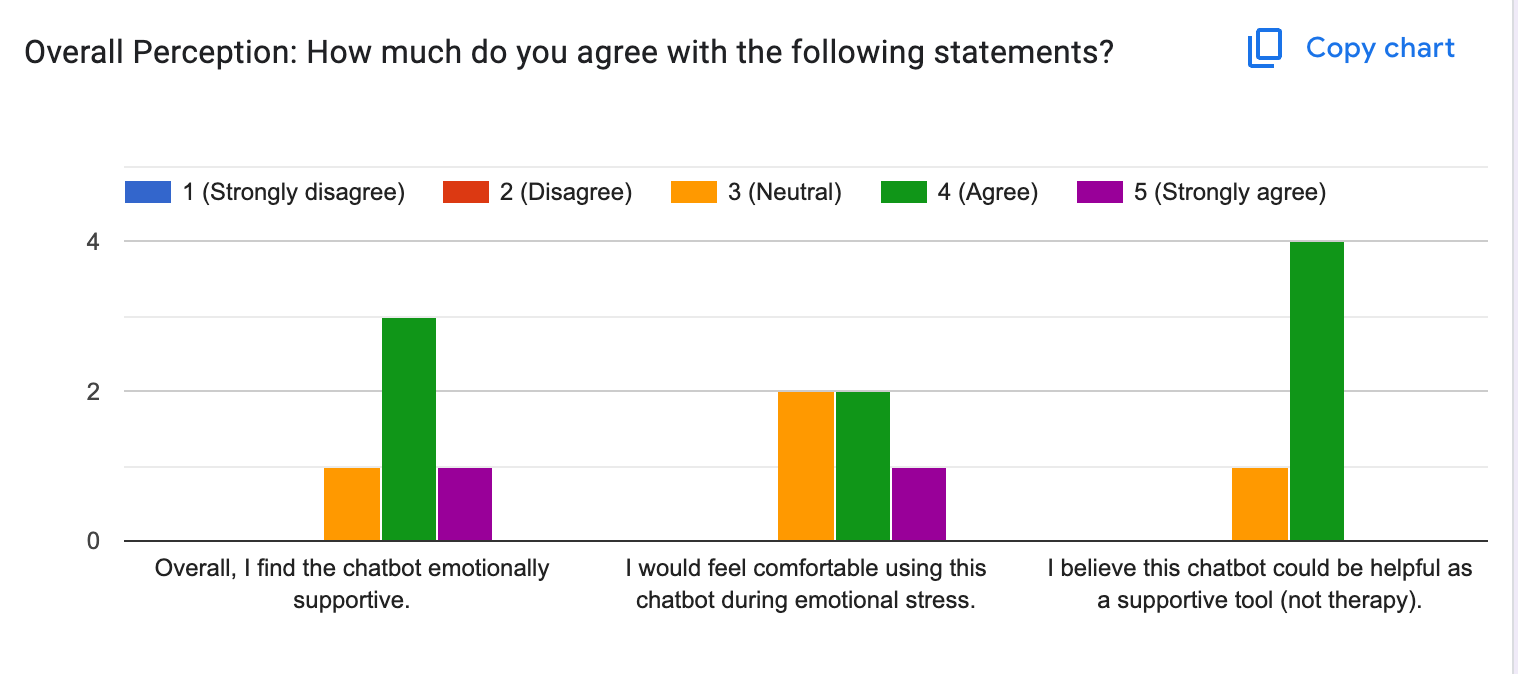 Overall Perception: How much do you agree with the following statements?
Copy chart
1 (Strongly disagree)
2 (Disagree)
3 (Neutral)
4 (Agree)
5 (Strongly agree)
4
2
0
Overall, I find the chatbot emotionally
supportive.
I would feel comfortable using this
chatbot during emotional stress.
I believe this chatbot could be helpful as
a supportive tool (not therapy).